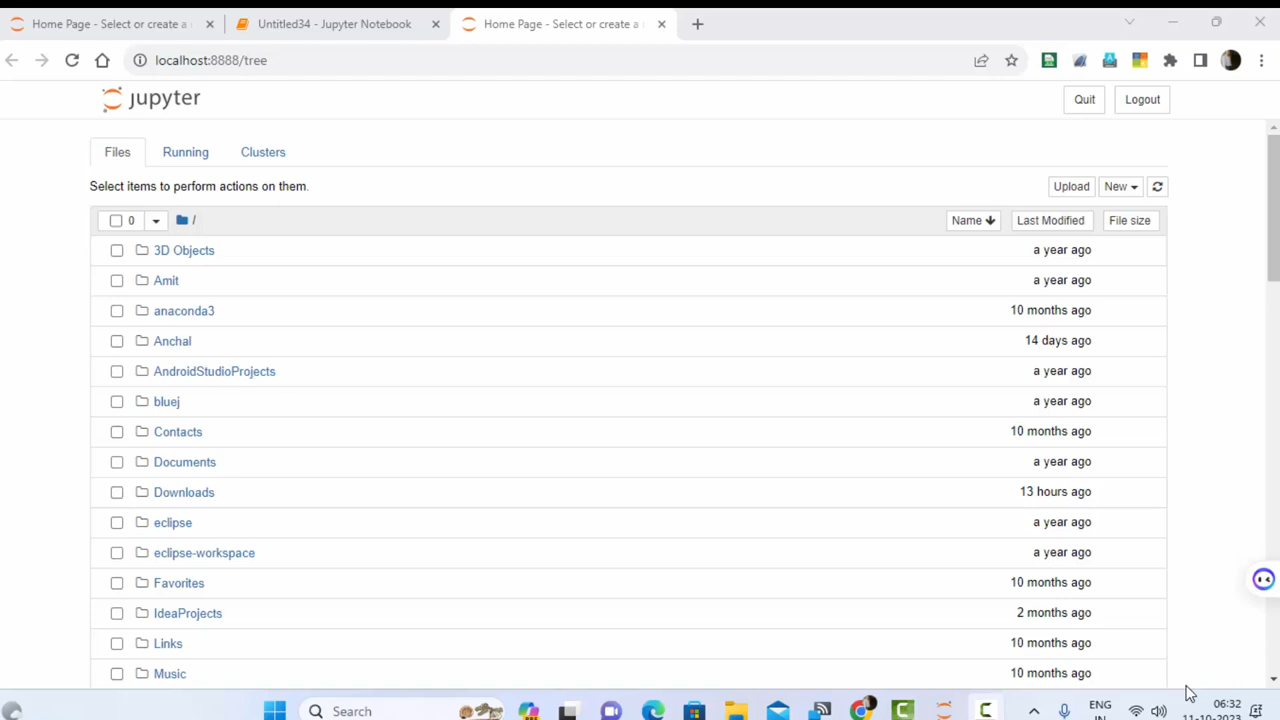 Home Page - Select or create a
Untitled34 - Jupyter Notebook
Home Page - Select or create a
localhost:8888/tree
jupyter
Quit
Logout
Files
Running
Clusters
Select items to perform actions on them.
Upload
New
0
/
Name
Last Modified
File size
3D Objects
a year ago
Amit
a year ago
anaconda3
10 months ago
Anchal
14 days ago
AndroidStudioProjects
a year ago
bluej
a year ago
Contacts
10 months ago
Documents
a year ago
Downloads
13 hours ago
eclipse
a year ago
eclipse-workspace
a year ago
Favorites
10 months ago
IdeaProjects
2 months ago
Links
10 months ago
Music
10 months ago
Search
ENG
IN
06:32